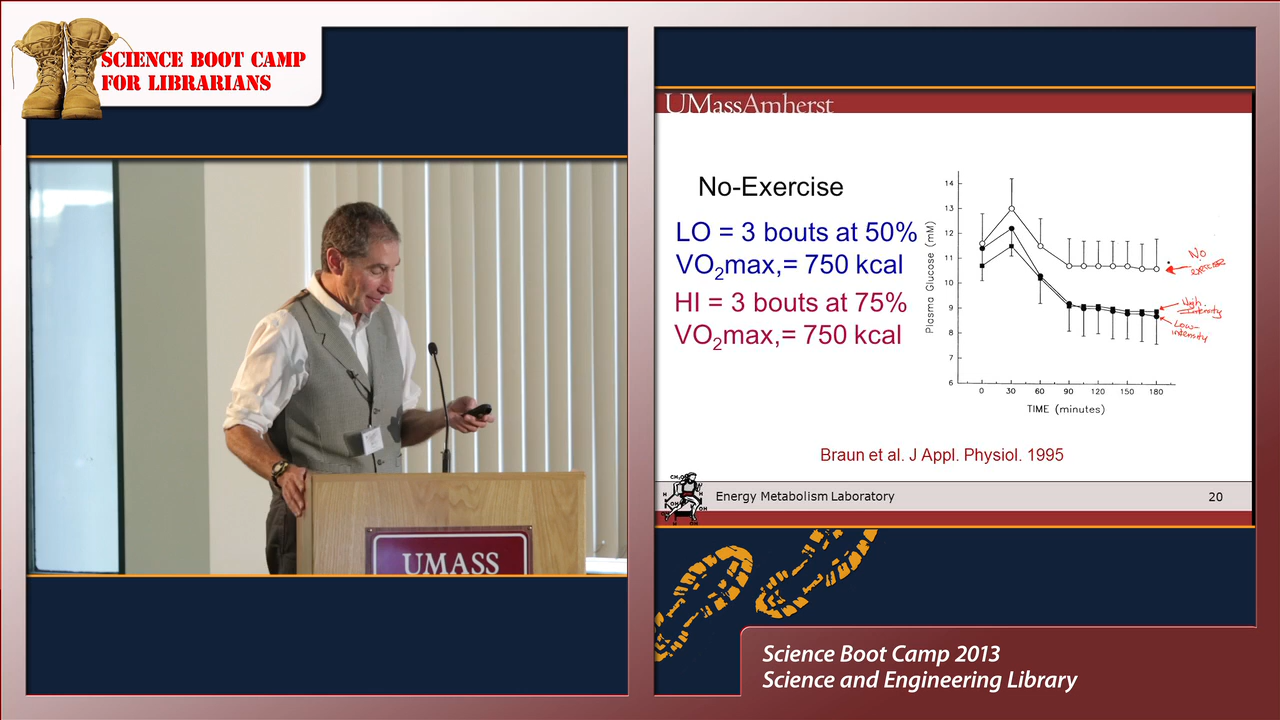 SCIENCE BOOT CAMP
FOR LIBRARIANS
UMASS
UMassAmherst
No-Exercise
LO = 3 bouts at 50%
VO2max,= 750 kcal
HI = 3 bouts at 75%
VO2max,= 750 kcal
Plasma Glucose (mM)
14
13
12
11
10
9
8
7
6
0 30 60 90 120 150 180
TIME (minutes)
No
exercise
High-
Intensity
Low-
indensity
Braun et al. J Appl. Physiol. 1995
Energy Metabolism Laboratory
20
Science Boot Camp 2013
Science and Engineering Library